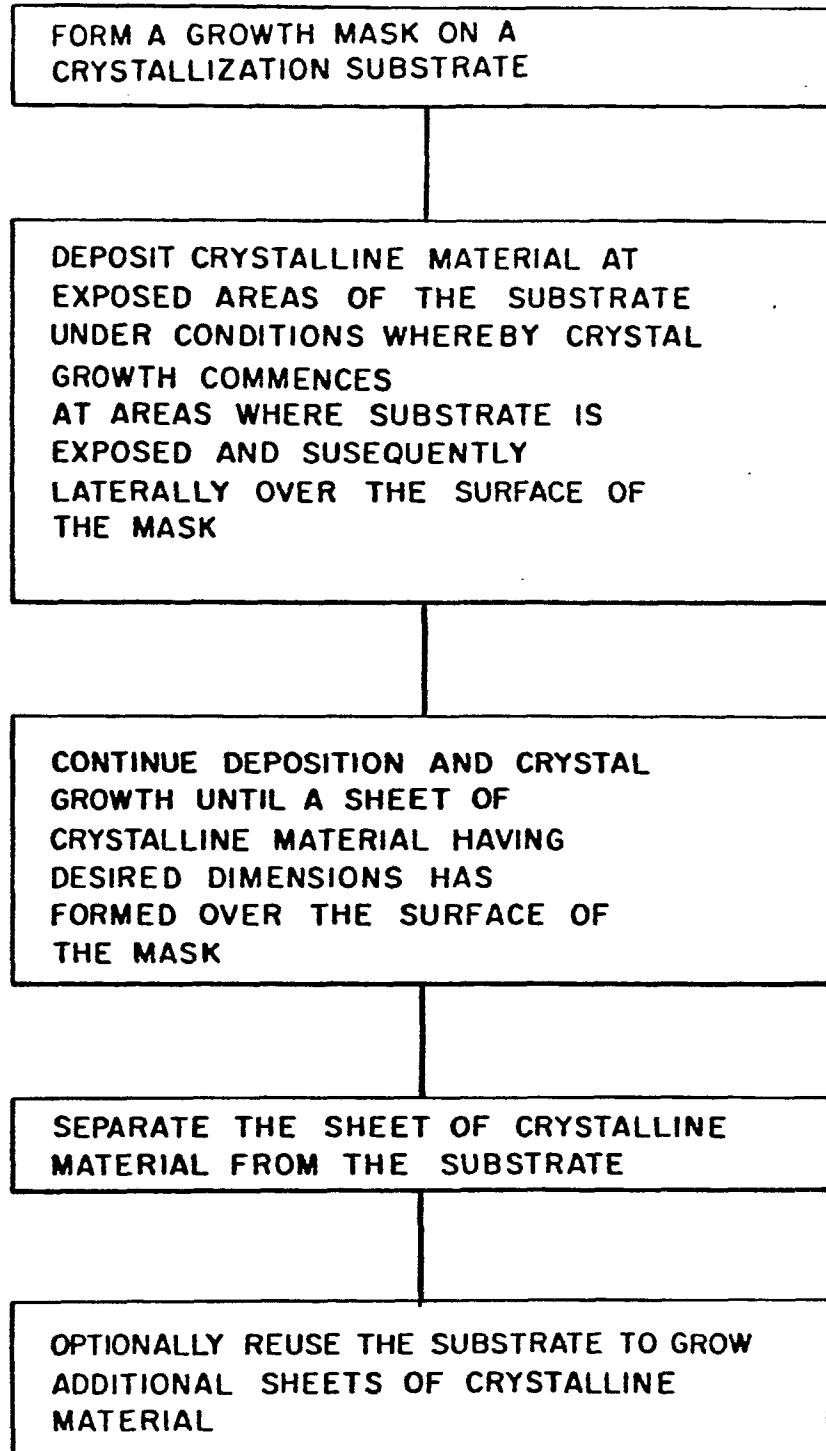 FORM A GROWTH MASK ON A
CRYSTALLIZATION SUBSTRATE
DEPOSIT CRYSTALLINE MATERIAL AT
EXPOSED AREAS OF THE SUBSTRATE
UNDER CONDITIONS WHEREBY CRYSTAL
GROWTH COMMENCES
AT AREAS WHERE SUBSTRATE IS
EXPOSED AND SUSEQUENTLY
LATERALLY OVER THE SURFACE OF
THE MASK
CONTINUE DEPOSITION AND CRYSTAL
GROWTH UNTIL A SHEET OF
CRYSTALLINE MATERIAL HAVING
DESIRED DIMENSIONS HAS
FORMED OVER THE SURFACE OF
THE MASK
SEPARATE THE SHEET OF CRYSTALLINE
MATERIAL FROM THE SUBSTRATE
OPTIONALLY REUSE THE SUBSTRATE TO GROW
ADDITIONAL SHEETS OF CRYSTALLINE
MATERIAL